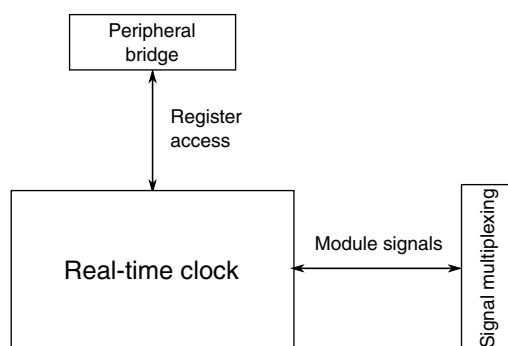 Peripheral
bridge
Register
access
Real-time clock
Module signals
Signal multiplexing